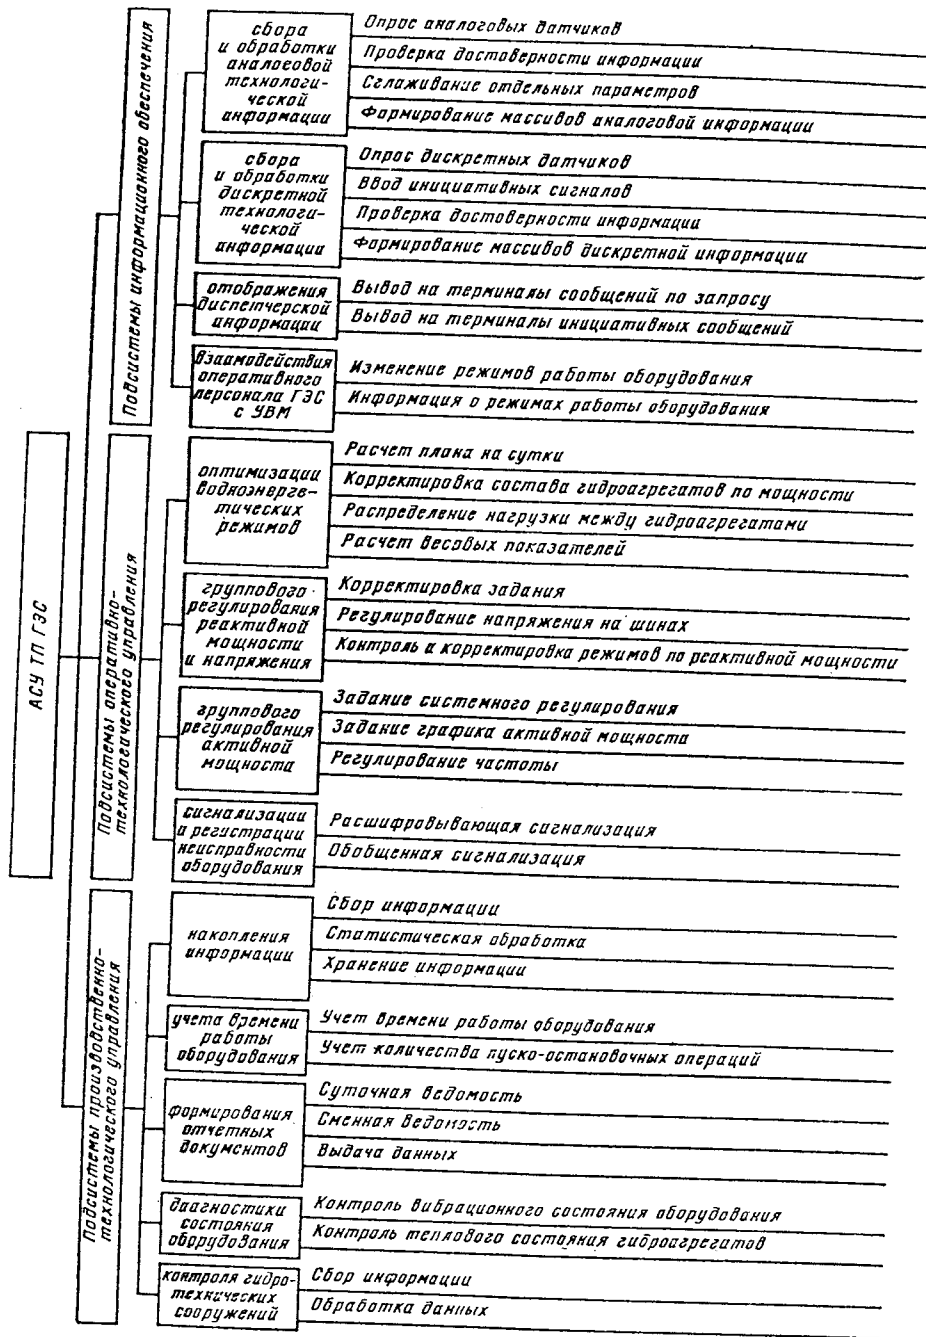 АСУ ТП ГЭС
Подсистемы информационного обеспечения
сбора
и обработки
аналоговой
технологи-
ческой
информации
Опрос аналоговых датчиков
Проверка достоверности информации
Сглаживание отдельных параметров
Формирование массивов аналоговой информации
сбора
и обработки
дискретной
технологи-
ческой
информации
Опрос дискретных датчиков
Ввод инициативных сигналов
Проверка достоверности информации
Формирование массивов дискретной информации
отображения
диспетчерской
информации
Вывод на терминалы сообщений по запросу
Вывод на терминалы инициативных сообщений
взаимодействия
оперативного
персонала ГЭС
с УВМ
Изменение режимов работы оборудования
Информация о режимах работы оборудования
Подсистемы оперативно-
технологического управления
оптимизации
водноэнерге-
тических
режимов
Расчет плана на сутки
Корректировка состава гидроагрегатов по мощности
Распределение нагрузки между гидроагрегатами
Расчет весовых показателей
группового
регулирования
реактивной
мощности
и напряжения
Корректировка задания
Регулирование напряжения на шинах
Контроль и корректировка режимов по реактивной мощности
группового
регулирования
активной
мощноста
Задание системного регулирования
Задание графика активной мощноста
Регулирование частоты
сигнализации
и регистрации
неисправности
оборудования
Расшифровывающая сигнализация
Обобщенная сигнализация
Подсистемы производственно-
технологического управления
накопления
информации
Сбор информации
Статистическая обработка
Хранение информации
учета времени
работы
оборудования
Учет времени работы оборудования
Учет количества пуско-остановочных операций
формирования
отчетных
документов
Суточная ведомость
Сменная ведомость
Выдача данных
диагностики
состояния
оборудования
Контроль вибрационного состояния оборудования
Контроль теплового состояния гидроагрегатов
контроля гидро-
технических
сооружений
Сбор информации
Обработка данных